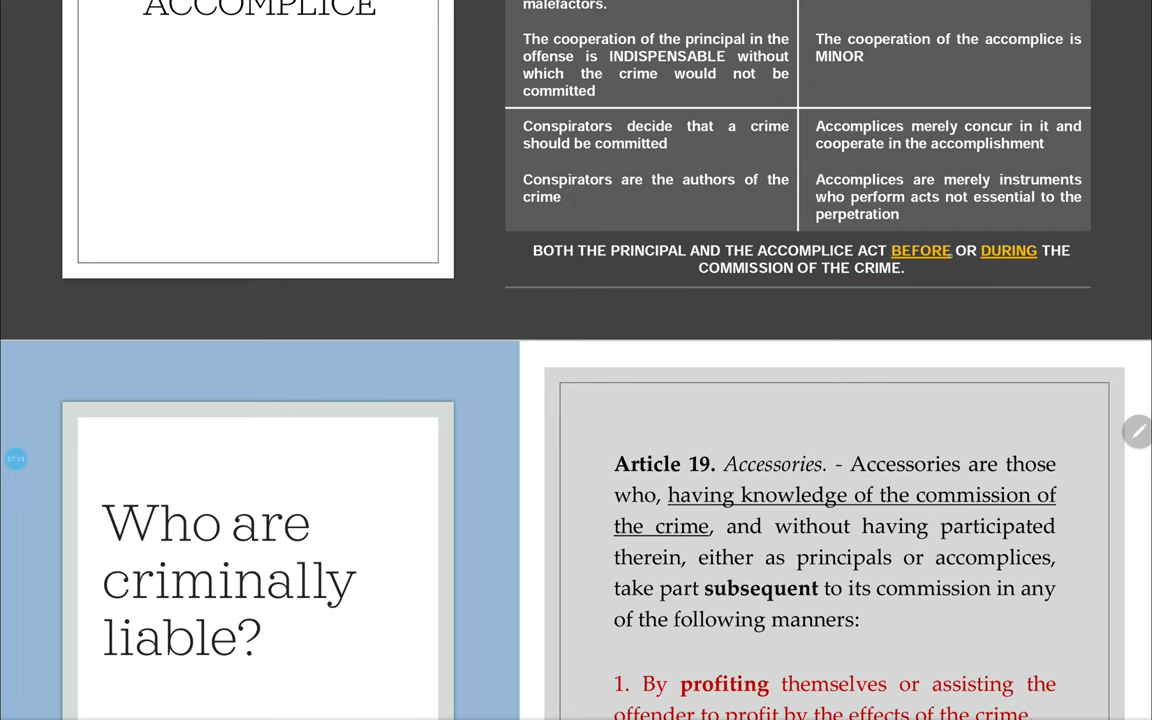 ACCOMPLICE
malefactors.
The cooperation of the principal in the
offense is INDISPENSABLE without
which the crime would not be
committed
The cooperation of the accomplice is
MINOR
Conspirators decide that a crime
should be committed
Conspirators are the authors of the
crime
Accomplices merely concur in it and
cooperate in the accomplishment
Accomplices are merely instruments
who perform acts not essential to the
perpetration
BOTH THE PRINCIPAL AND THE ACCOMPLICE ACT BEFORE OR DURING THE
COMMISSION OF THE CRIME.
67:19
Who are
criminally
liable?
Article 19. Accessories. - Accessories are those
who, having knowledge of the commission of
the crime, and without having participated
therein, either as principals or accomplices,
take part subsequent to its commission in any
of the following manners:
1. By profiting themselves or assisting the
offender to profit by the effects of the crime.